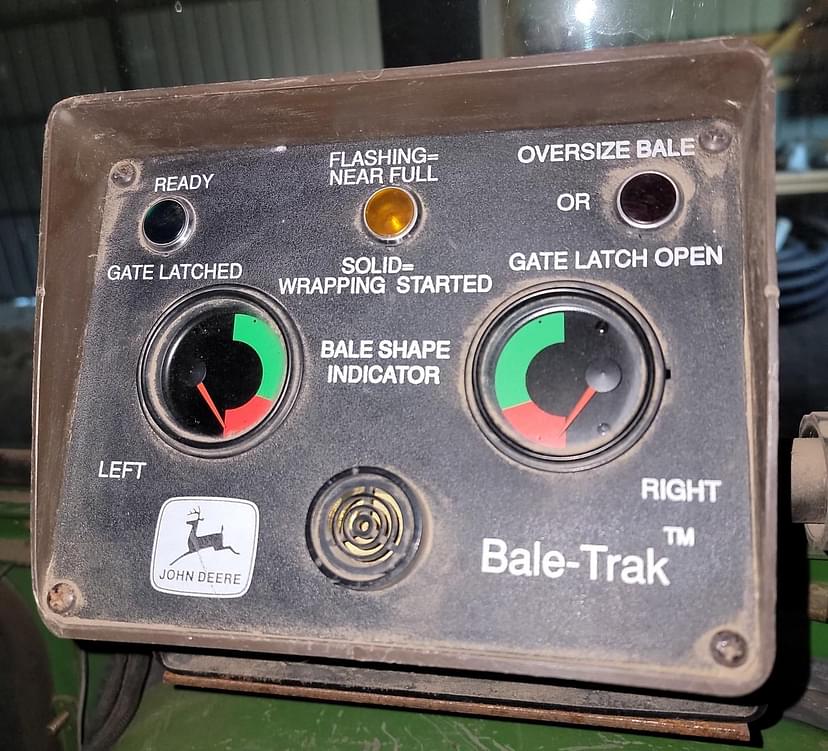 READY
FLASHING=
NEAR FULL
OVERSIZE BALE
OR
GATE LATCHED
SOLID=
WRAPPING STARTED
GATE LATCH OPEN
BALE SHAPE
INDICATOR
LEFT
RIGHT
JOHN DEERE
Bale-Trak™